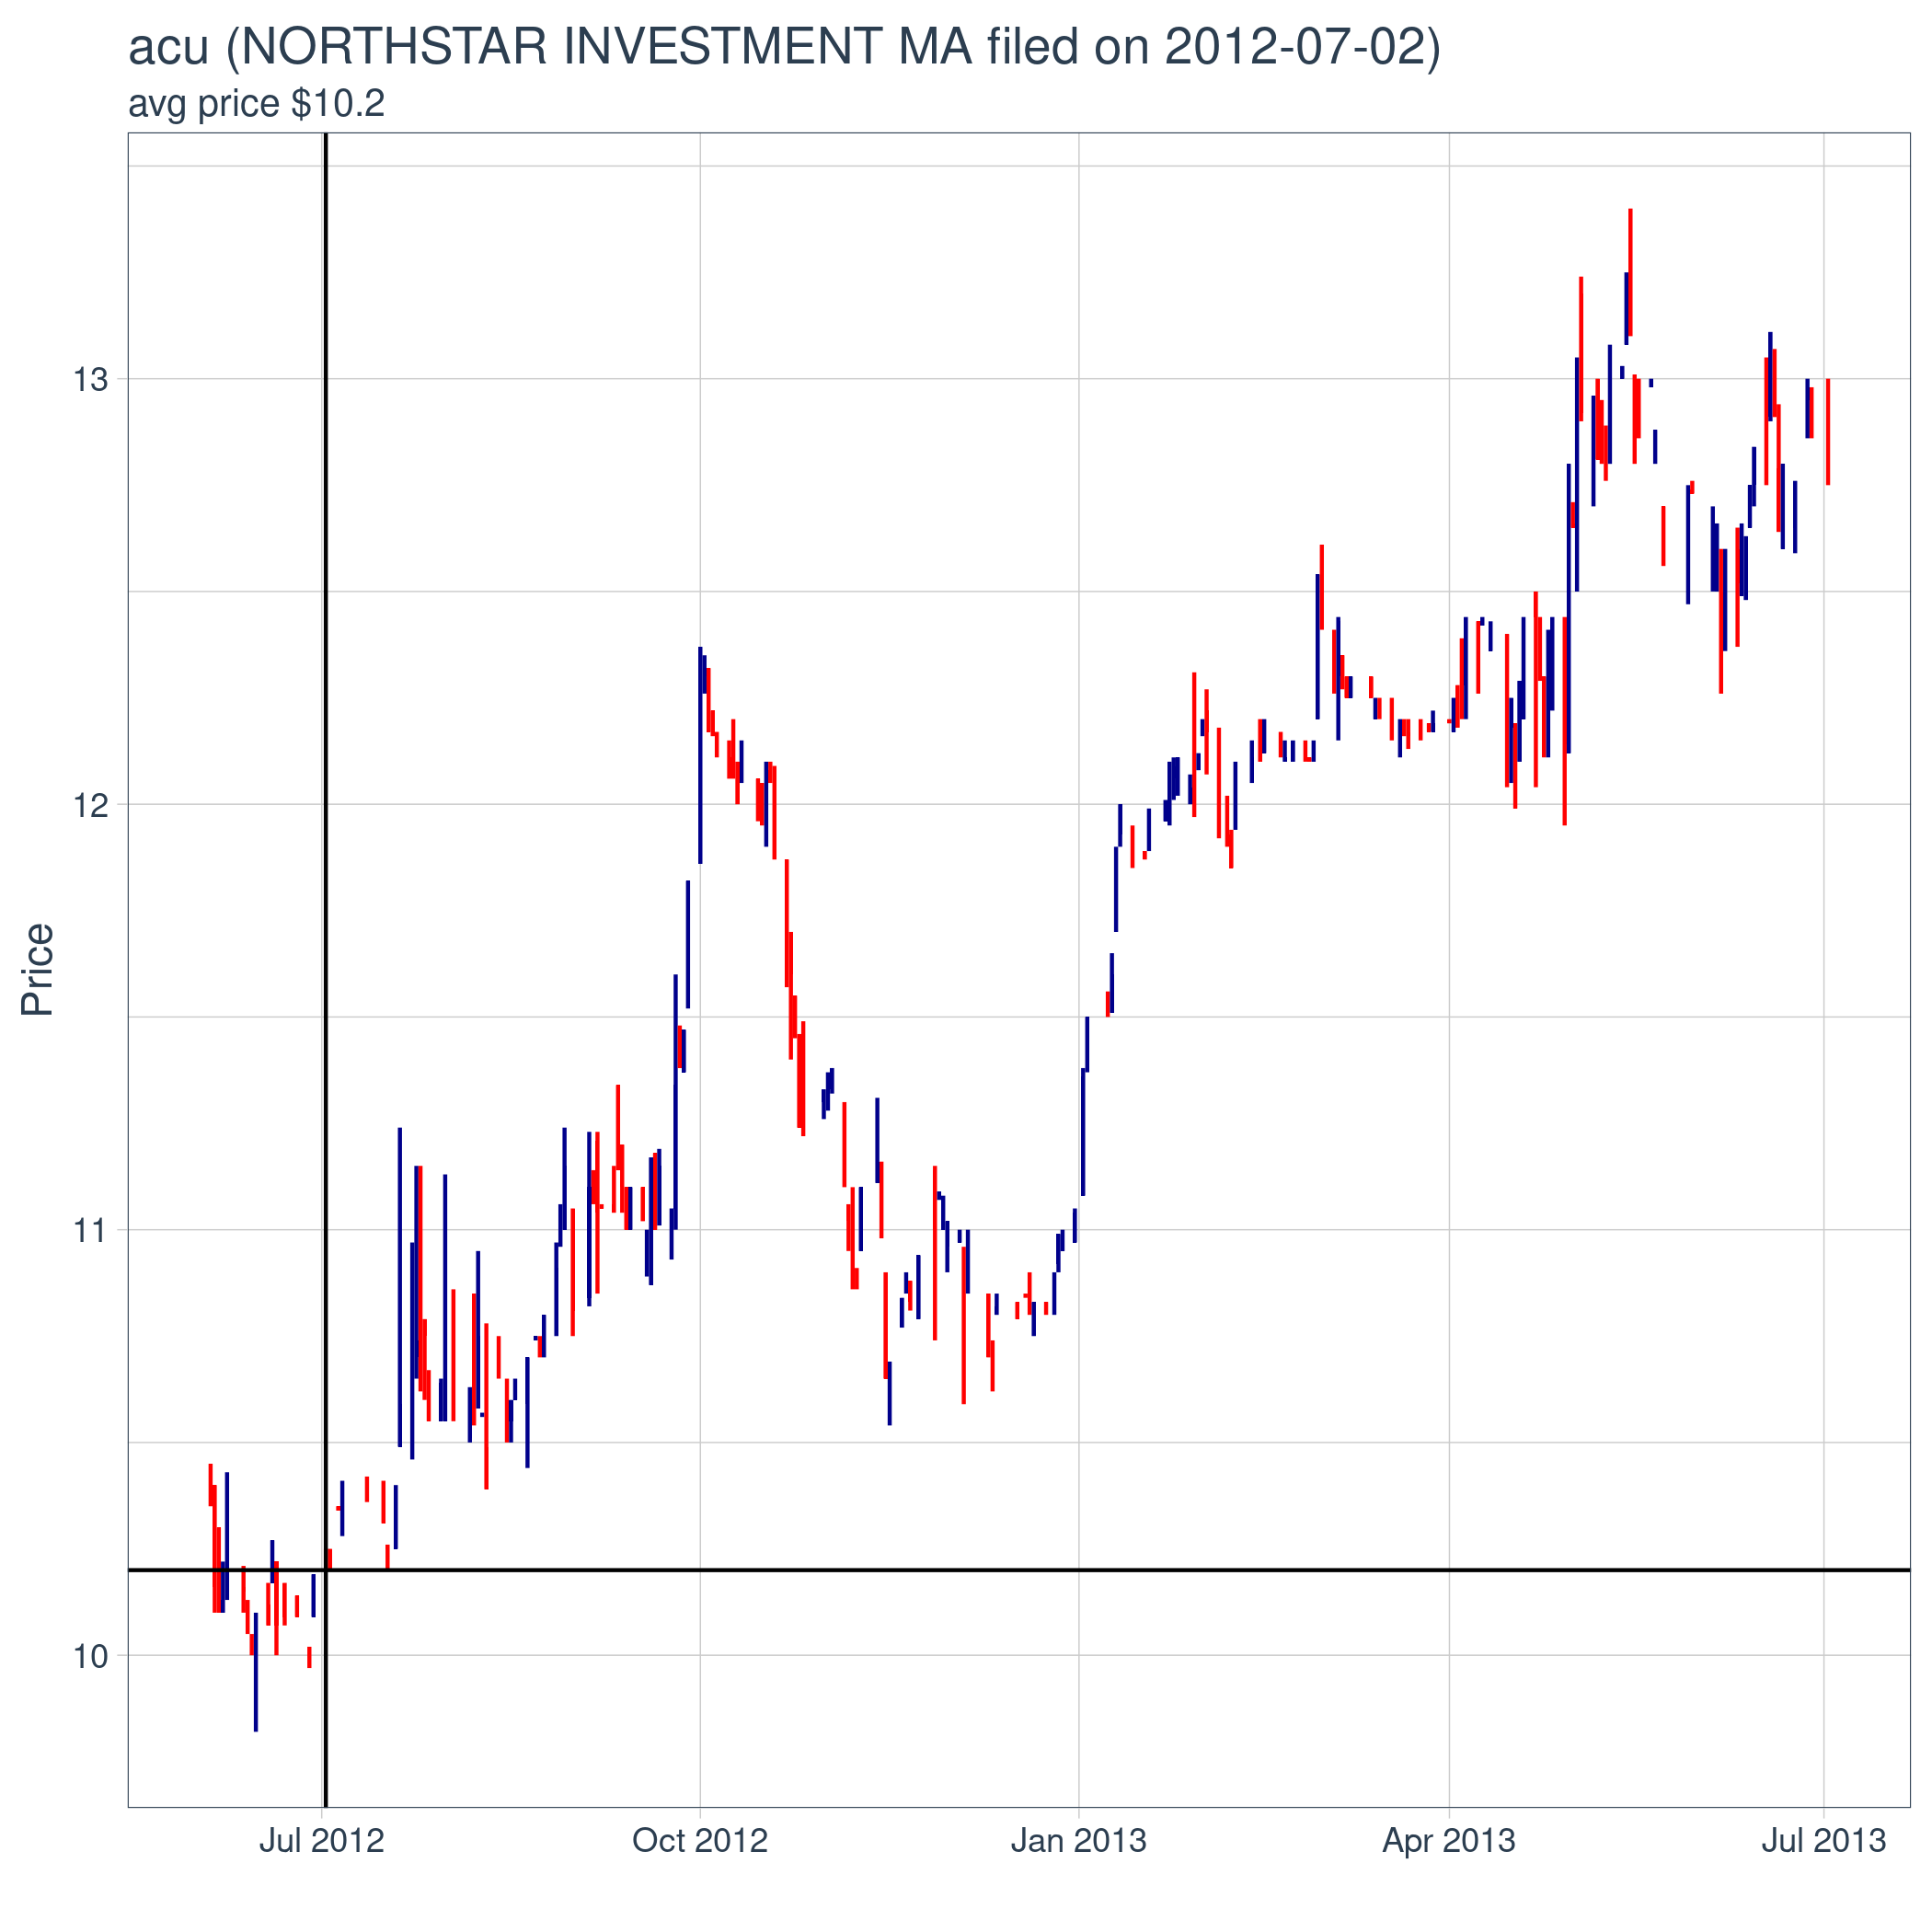 acu (NORTHSTAR INVESTMENT MA filed on 2012-07-02)
avg price $10.2
Price
13
12
11
10
Jul 2012
Oct 2012
Jan 2013
Apr 2013
Jul 2013